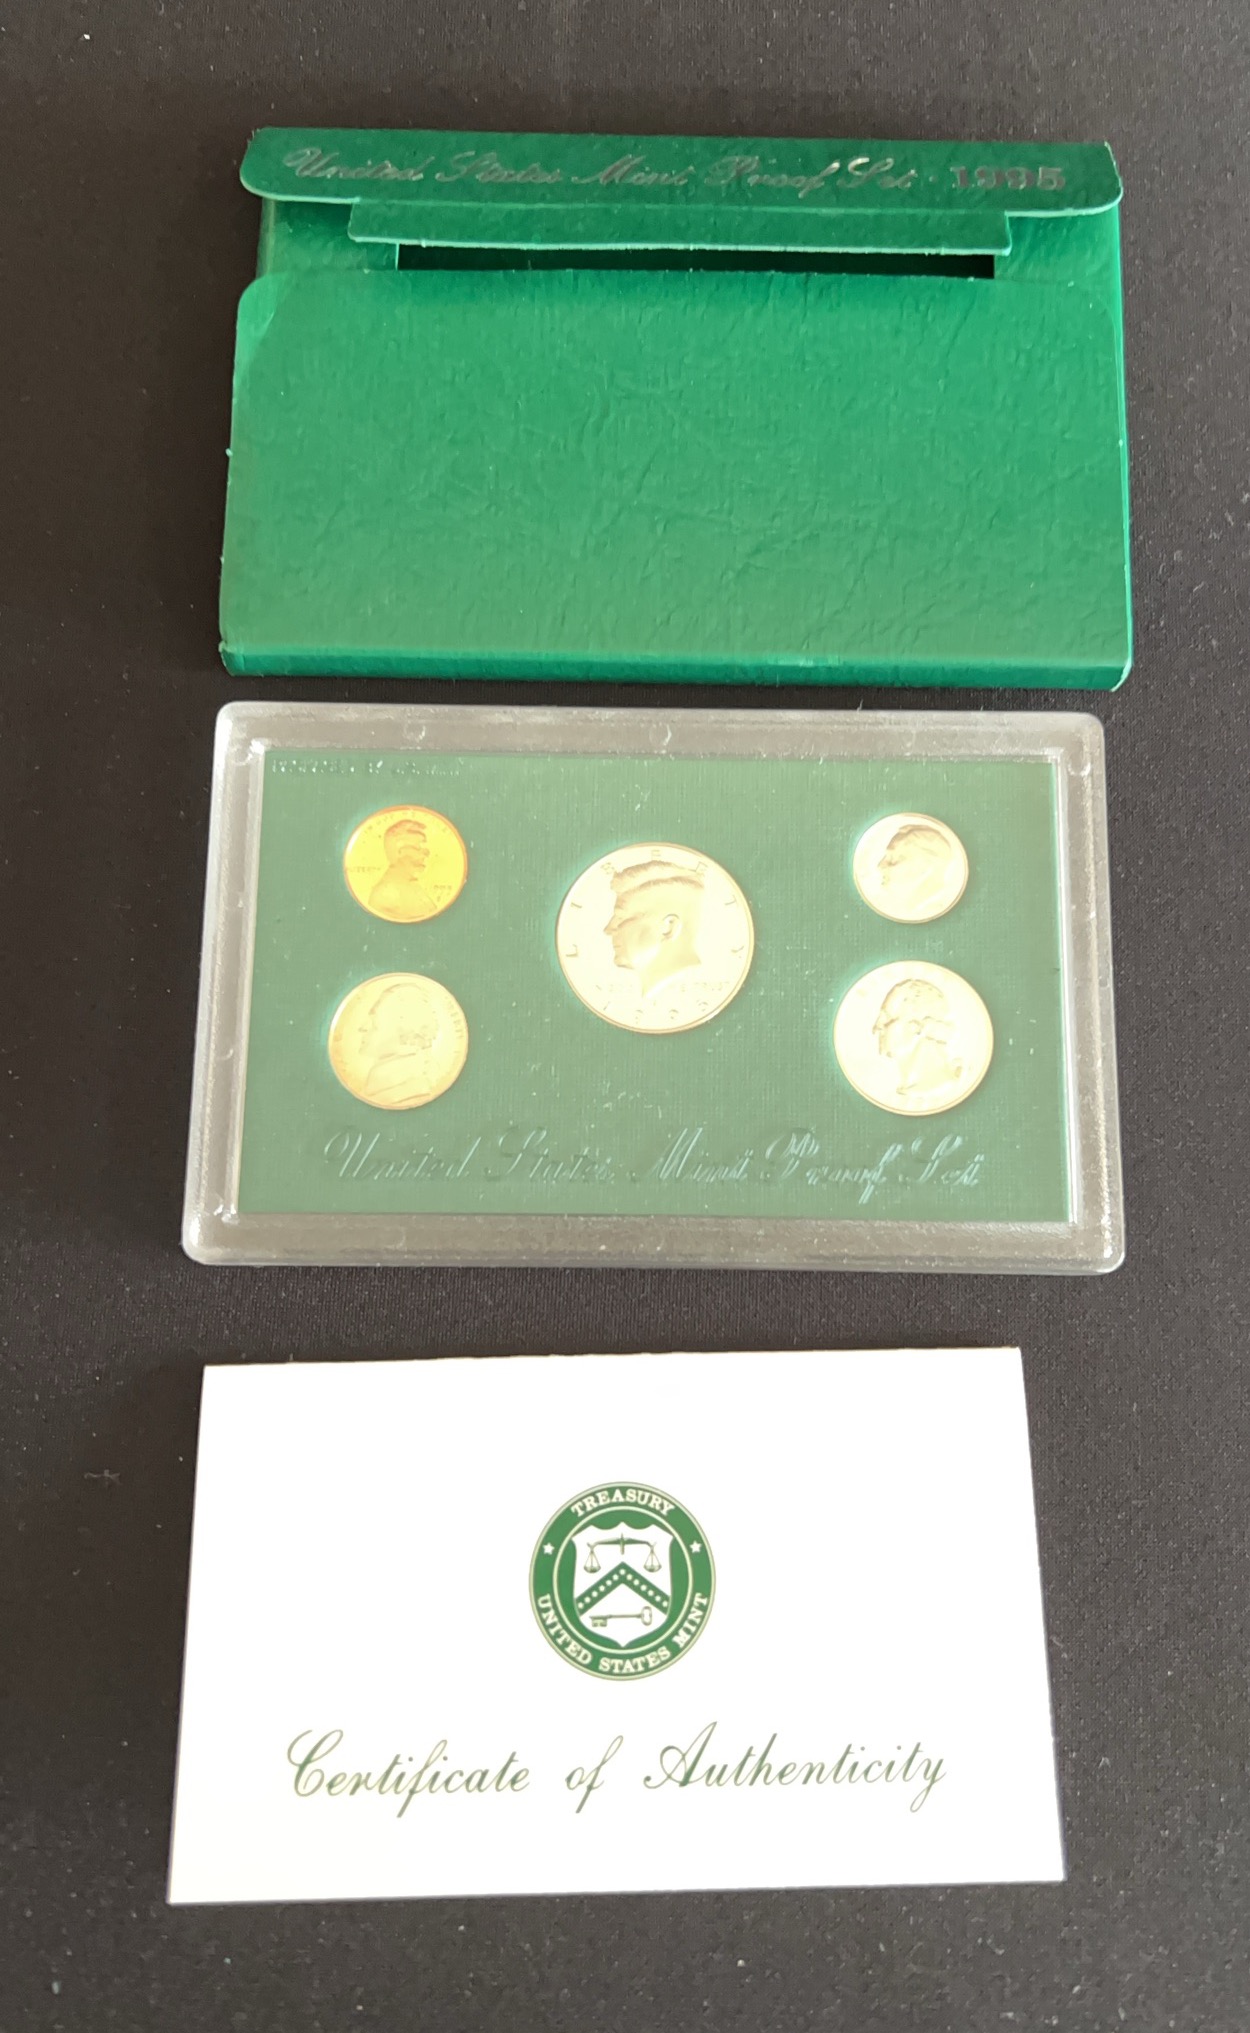 United States Mint Proof Set · 1995
LIBERTY
1995
United States Mint Proof Set
TREASURY
UNITED STATES MINT
Certificate of Authenticity